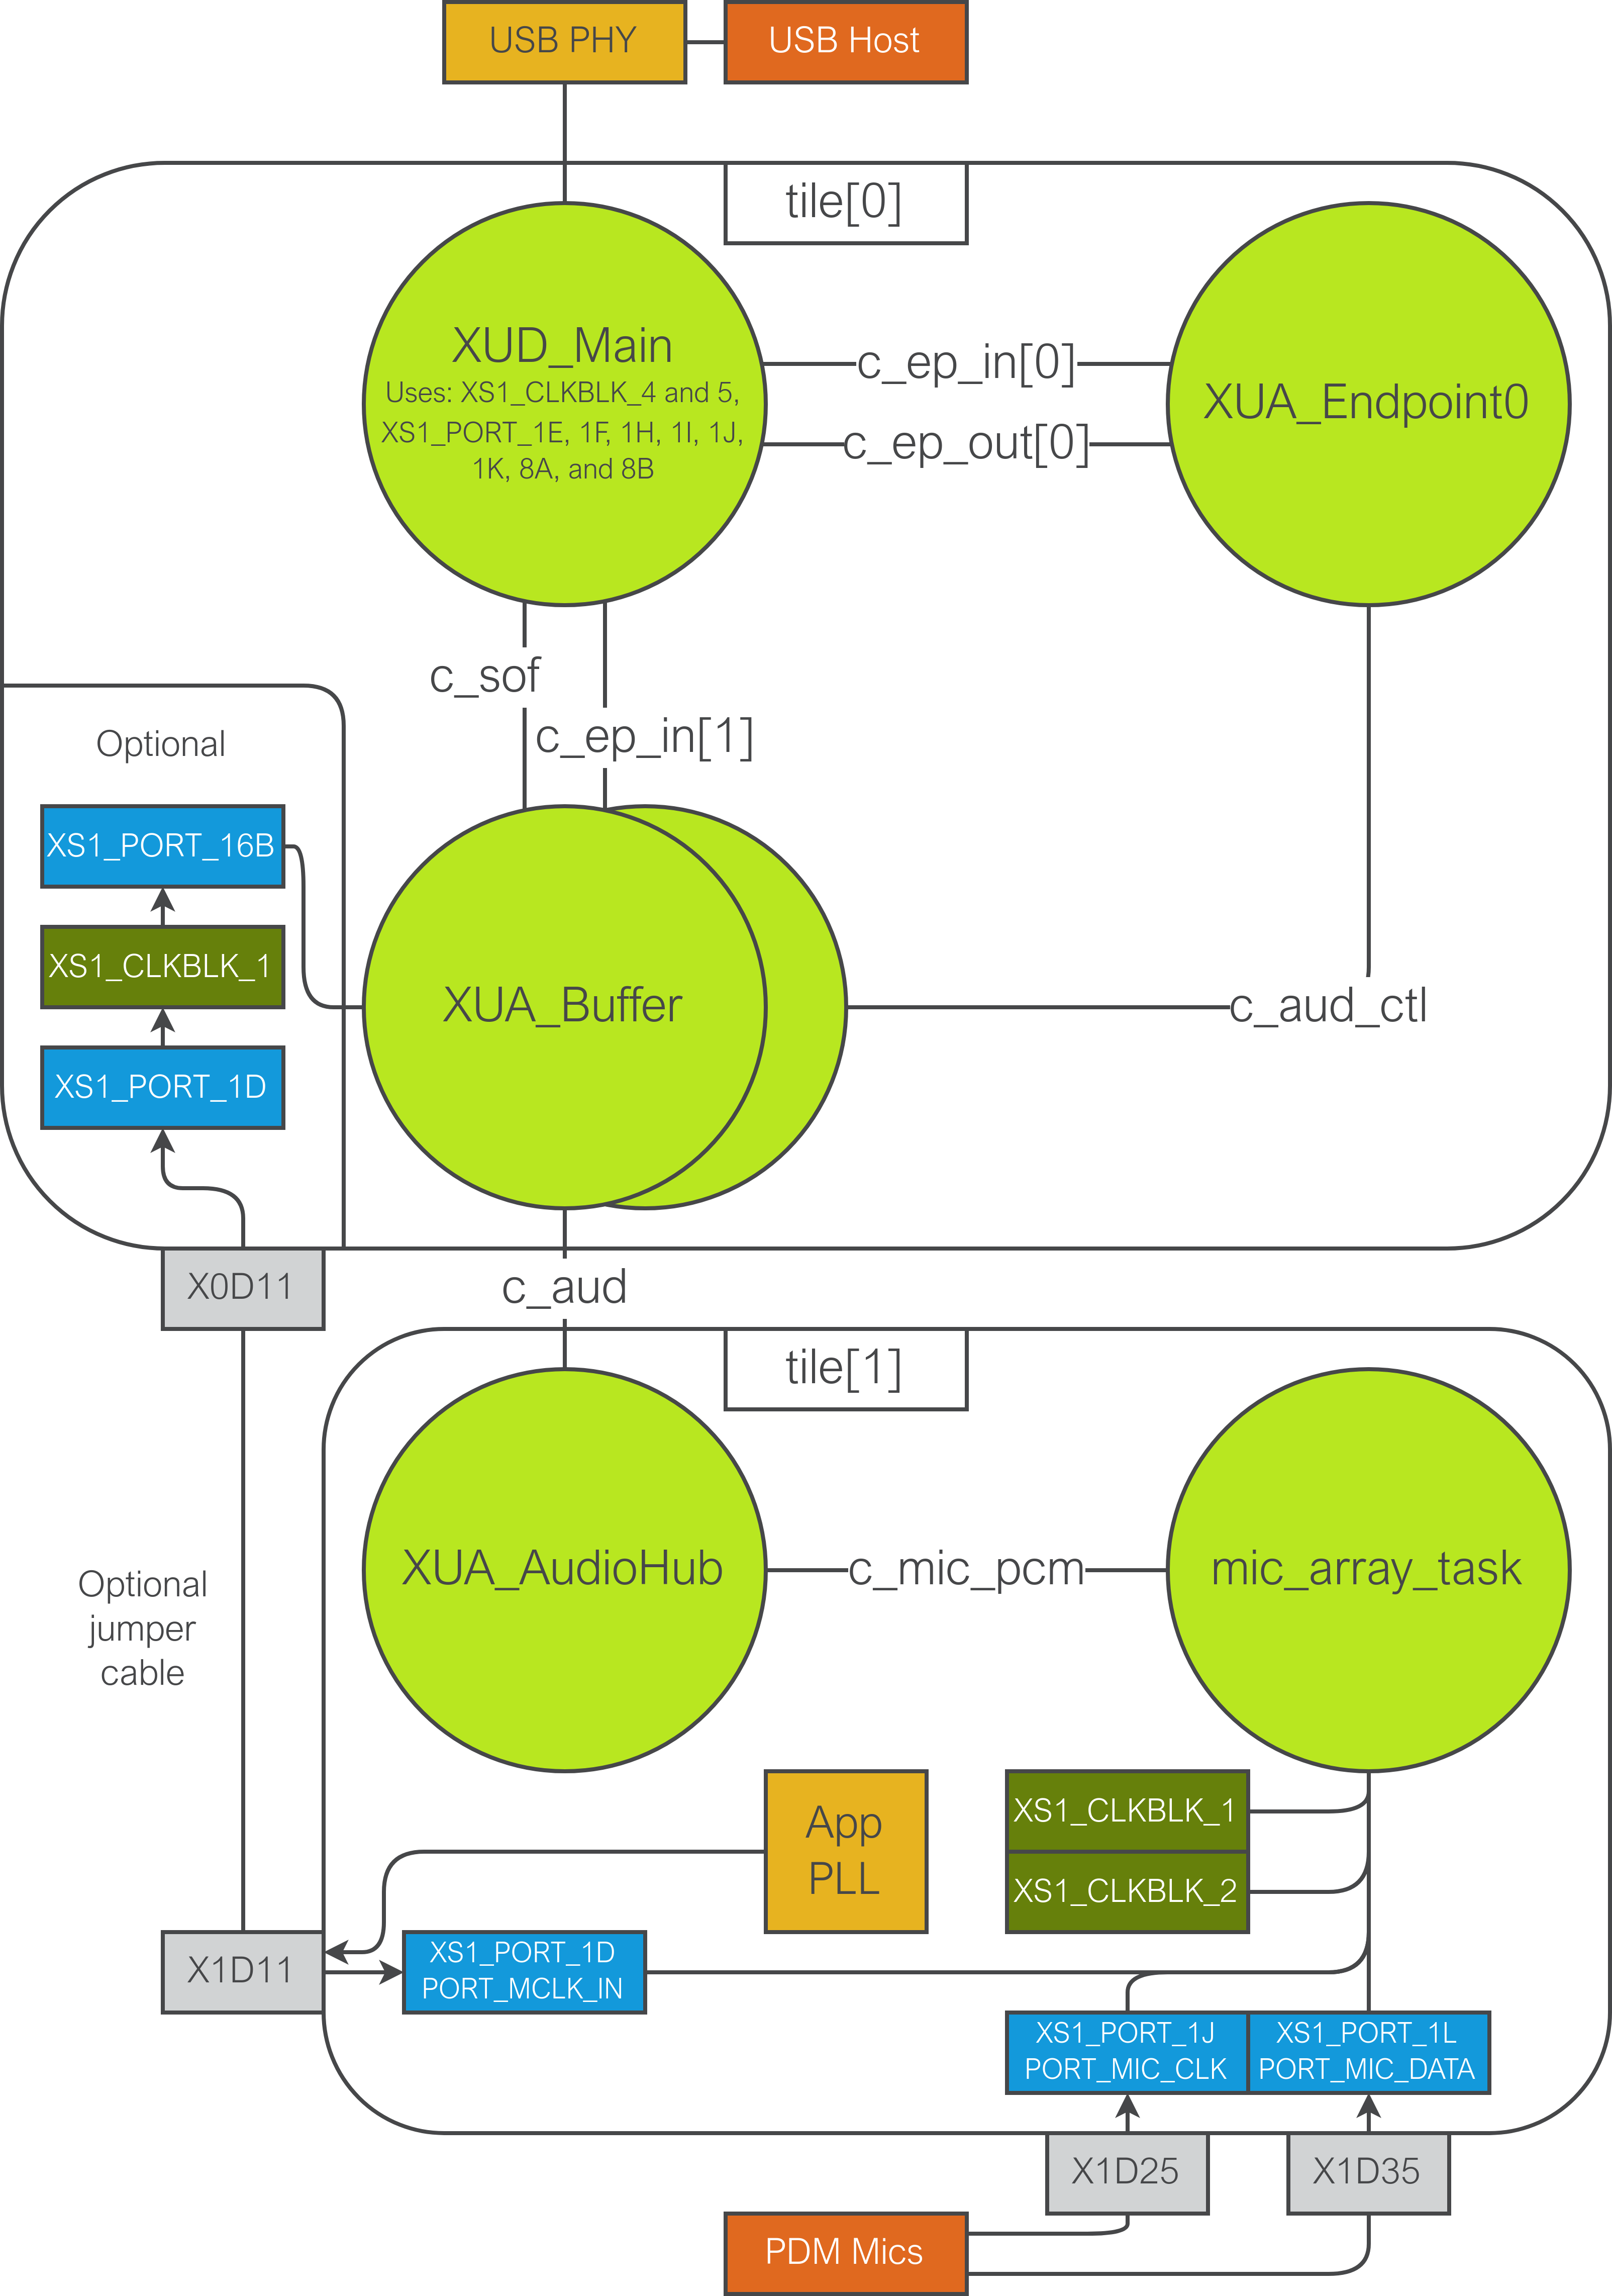 USB PHY
USB Host
tile[0]
XUD_Main
Uses: XS1_CLKBLK_4 and 5,
XS1_PORT_1E, 1F, 1H, 1I, 1J,
1K, 8A, and 8B
c_ep_in[0]
c_ep_out[0]
XUA_Endpoint0
c_sof
c_ep_in[1]
Optional
XS1_PORT_16B
XS1_CLKBLK_1
XS1_PORT_1D
XUA_Buffer
c_aud_ctl
X0D11
c_aud
tile[1]
XUA_AudioHub
c_mic_pcm
mic_array_task
Optional
jumper
cable
App
PLL
XS1_CLKBLK_1
XS1_CLKBLK_2
X1D11
XS1_PORT_1D
PORT_MCLK_IN
XS1_PORT_1J
PORT_MIC_CLK
XS1_PORT_1L
PORT_MIC_DATA
X1D25
X1D35
PDM Mics